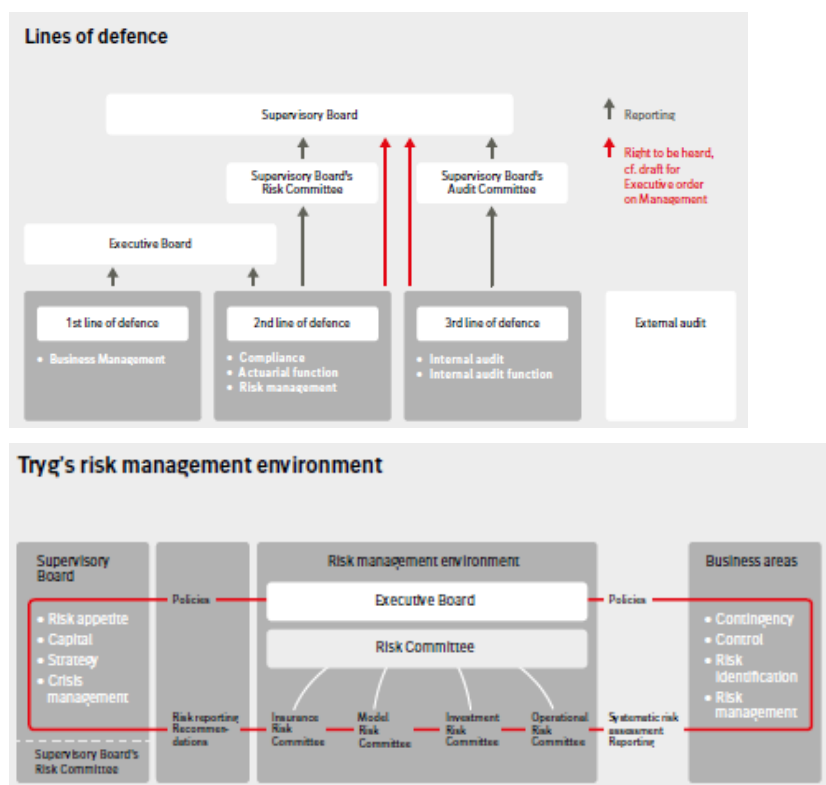 Lines of defence
Supervisory Board
Reporting
Right to be heard,
cf. draft for
Executive order
on Management
Supervisory Board's
Risk Committee
Supervisory Board's
Audit Committee
Executive Board
1st line of defence
• Business Management
2nd line of defence
• Compliance
• Actuarial function
• Risk management
3rd line of defence
• Internal audit
• Internal audit function
External audit
Tryg's risk management environment
Supervisory
Board
• Risk appetite
• Capital
• Strategy
• Crisis
management
Supervisory Board's
Risk Committee
Policies
Risk reporting
Recommen-
dations
Risk management environment
Executive Board
Risk Committee
Insurance
Risk
Committee
Model
Risk
Committee
Investment
Risk
Committee
Operational
Risk
Committee
Policies
Systematic risk
assessment
Reporting
Business areas
• Contingency
• Control
• Risk
identification
• Risk
management